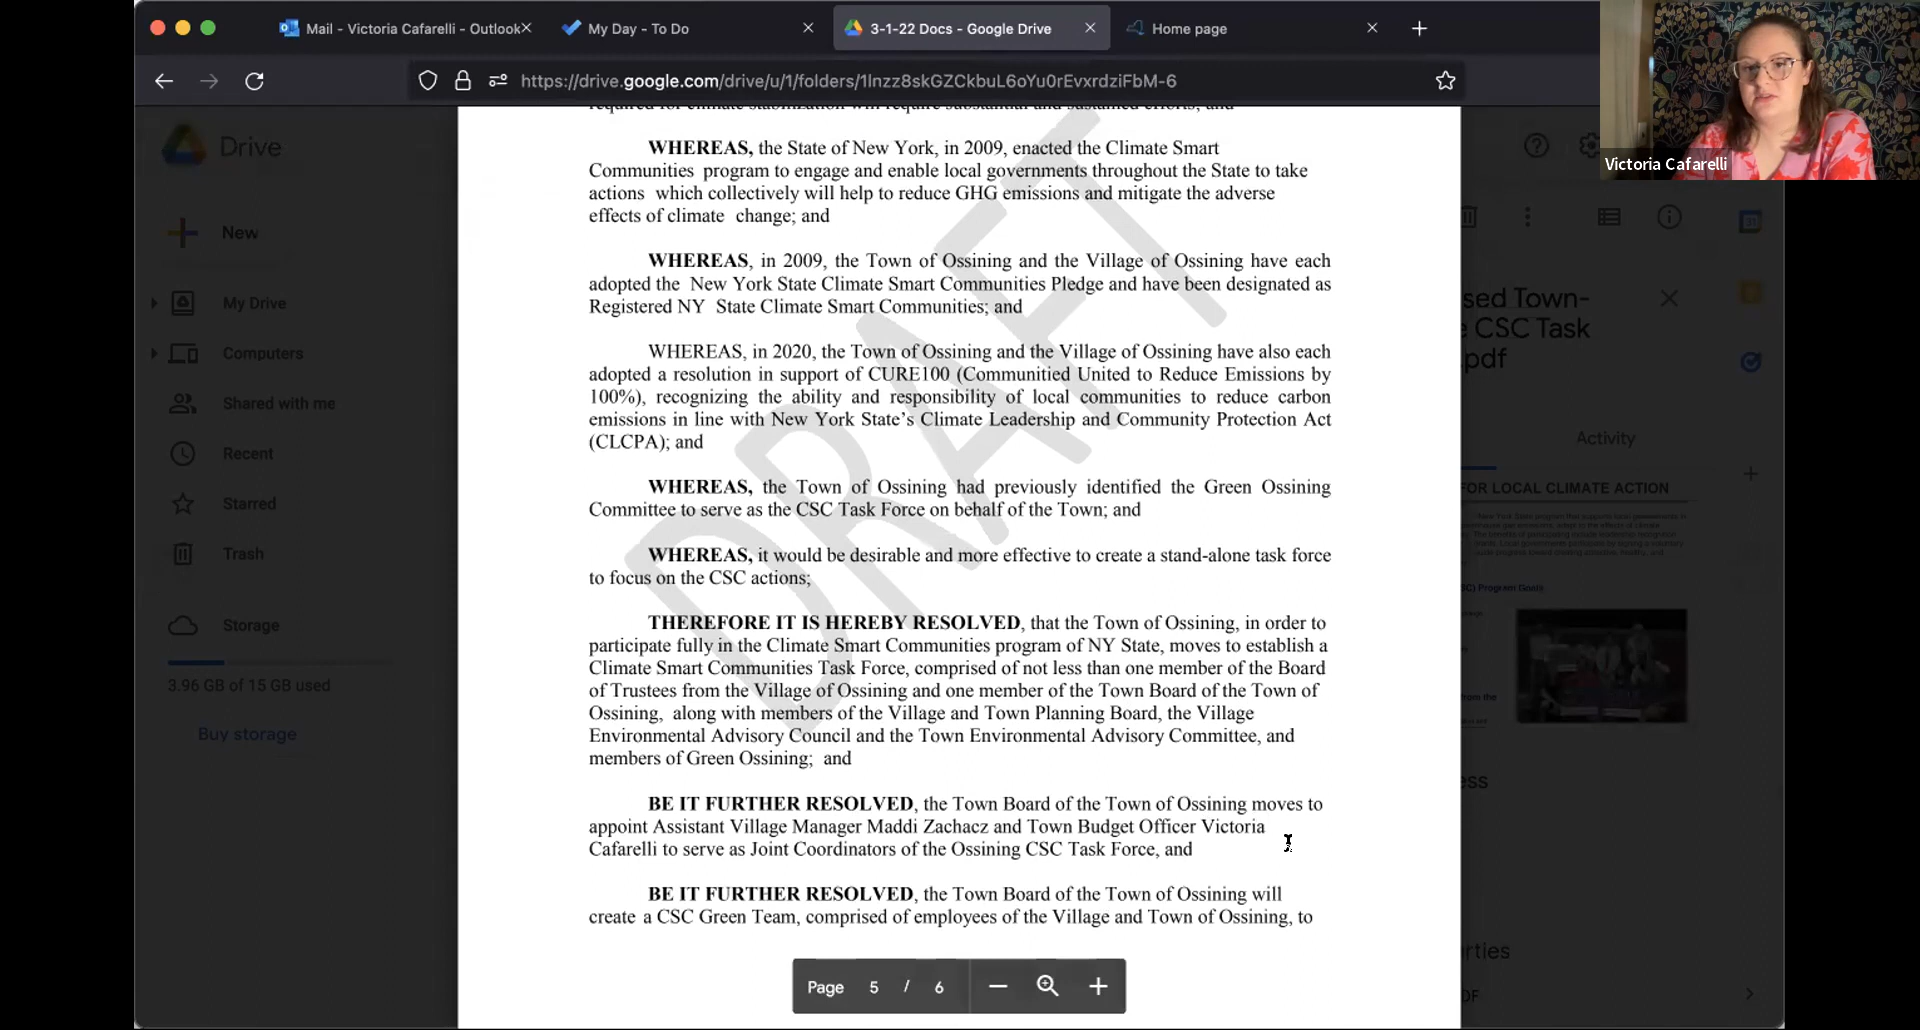 Mail - Victoria Cafarelli - Outlook
My Day - To Do
3-1-22 Docs - Google Drive
Home page
https://drive.google.com/drive/u/1/folders/1Inzz8skGZCkbuL6oYu0rEvxrdziFbM-6
Victoria Cafarelli
Drive
New
My Drive
Computers
Shared with me
Recent
Starred
Trash
Storage
3.96 GB of 15 GB used
Buy storage
required for climate stabilization will require substantial and sustained efforts; and
WHEREAS, the State of New York, in 2009, enacted the Climate Smart
Communities program to engage and enable local governments throughout the State to take
actions which collectively will help to reduce GHG emissions and mitigate the adverse
effects of climate change; and
WHEREAS, in 2009, the Town of Ossining and the Village of Ossining have each
adopted the New York State Climate Smart Communities Pledge and have been designated as
Registered NY State Climate Smart Communities; and
WHEREAS, in 2020, the Town of Ossining and the Village of Ossining have also each
adopted a resolution in support of CURE100 (Communitied United to Reduce Emissions by
100%), recognizing the ability and responsibility of local communities to reduce carbon
emissions in line with New York State’s Climate Leadership and Community Protection Act
(CLCPA); and
WHEREAS, the Town of Ossining had previously identified the Green Ossining
Committee to serve as the CSC Task Force on behalf of the Town; and
WHEREAS, it would be desirable and more effective to create a stand-alone task force
to focus on the CSC actions;
THEREFORE IT IS HEREBY RESOLVED, that the Town of Ossining, in order to
participate fully in the Climate Smart Communities program of NY State, moves to establish a
Climate Smart Communities Task Force, comprised of not less than one member of the Board
of Trustees from the Village of Ossining and one member of the Town Board of the Town of
Ossining, along with members of the Village and Town Planning Board, the Village
Environmental Advisory Council and the Town Environmental Advisory Committee, and
members of Green Ossining; and
BE IT FURTHER RESOLVED, the Town Board of the Town of Ossining moves to
appoint Assistant Village Manager Maddi Zachacz and Town Budget Officer Victoria
Cafarelli to serve as Joint Coordinators of the Ossining CSC Task Force, and
BE IT FURTHER RESOLVED, the Town Board of the Town of Ossining will
create a CSC Green Team, comprised of employees of the Village and Town of Ossining, to
DRAFT
Page 5 / 6
sed Town-
CSC Task
.pdf
Activity
FOR LOCAL CLIMATE ACTION
SC) Program Goals
ess
rties
DF